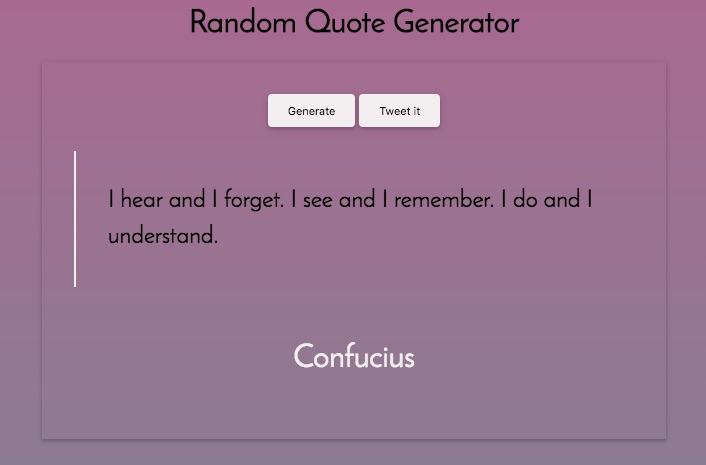 Random Quote Generator
Generate
Tweet it
I hear and I forget. I see and I remember. I do and I
understand.
Confucius